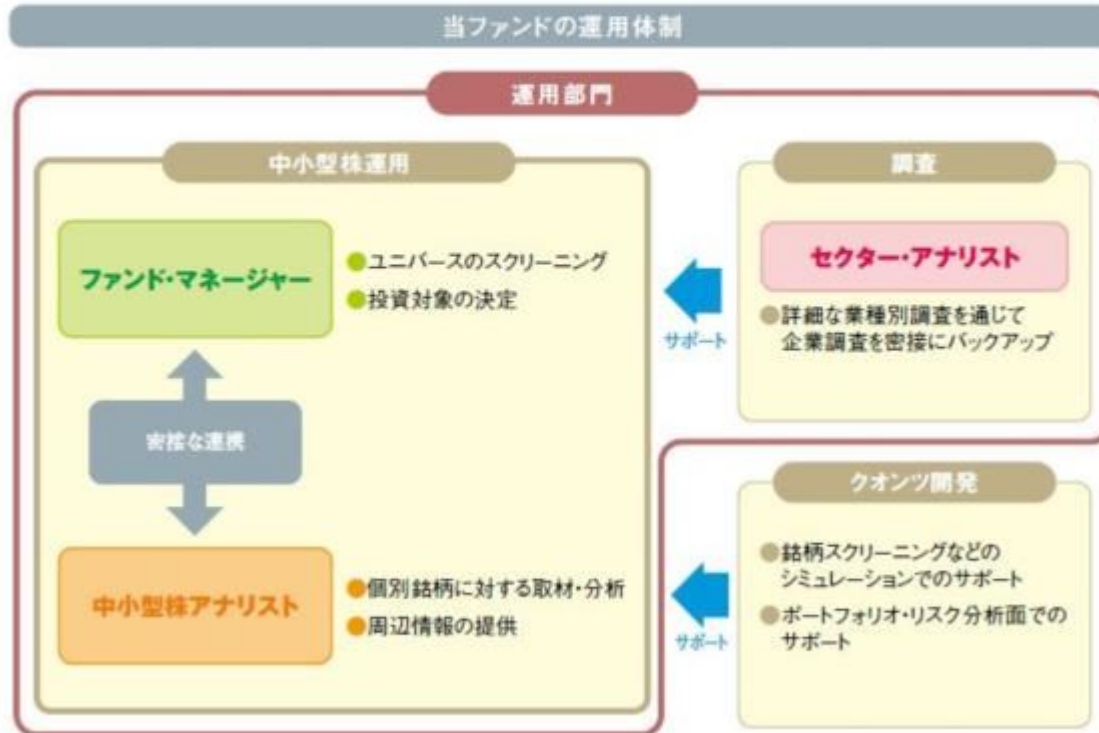 当ファンドの運用体制
運用部門
中小型株運用
ファンド・マネージャー
●ユニバースのスクリーニング
●投資対象の決定
密接な連携
中小型株アナリスト
●個別銘柄に対する取材・分析
●周辺情報の提供
調査
セクター・アナリスト
●詳細な業種別調査を通じて
企業調査を密接にバックアップ
サポート
クオンツ開発
●銘柄スクリーニングなどの
シミュレーションでのサポート
●ポートフォリオ・リスク分析面での
サポート
サポート